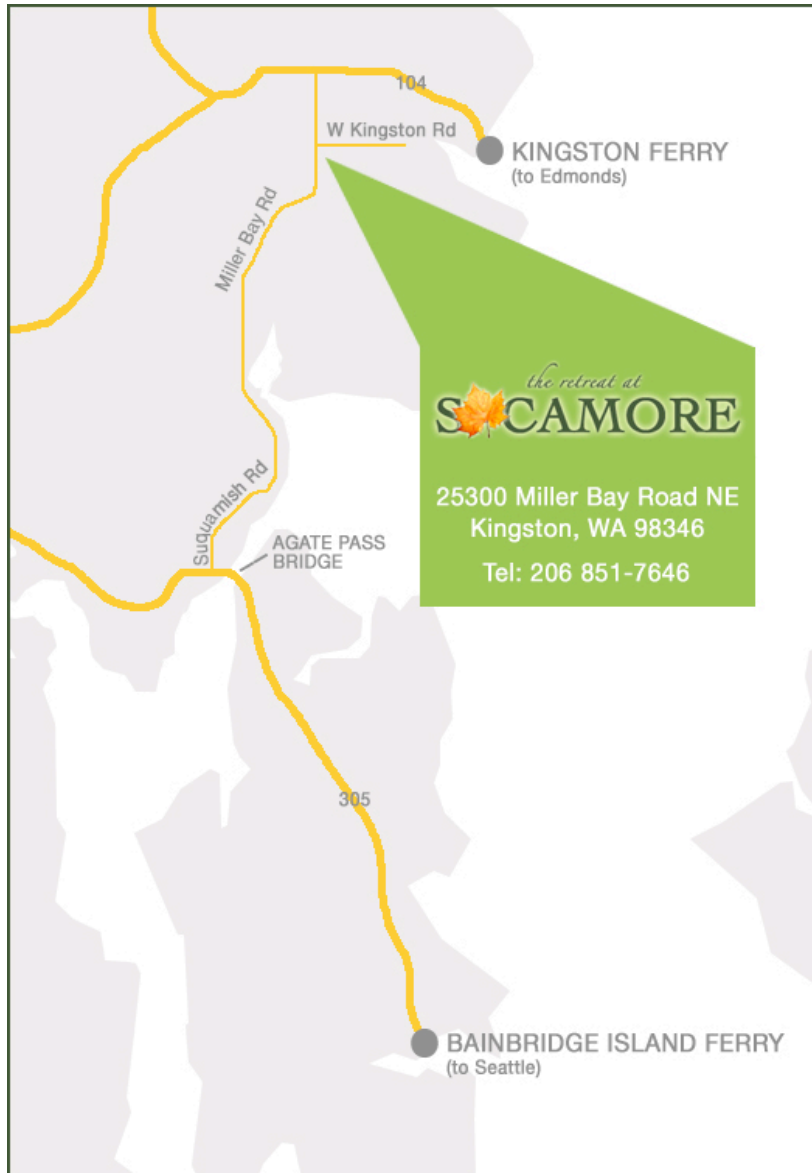 104
W Kingston Rd
KINGSTON FERRY
(to Edmonds)
Miller Bay Rd
the retreat at
SYCAMORE
25300 Miller Bay Road NE
Kingston, WA 98346
Tel: 206 851-7646
Suquamish Rd
AGATE PASS
BRIDGE
305
BAINBRIDGE ISLAND FERRY
(to Seattle)